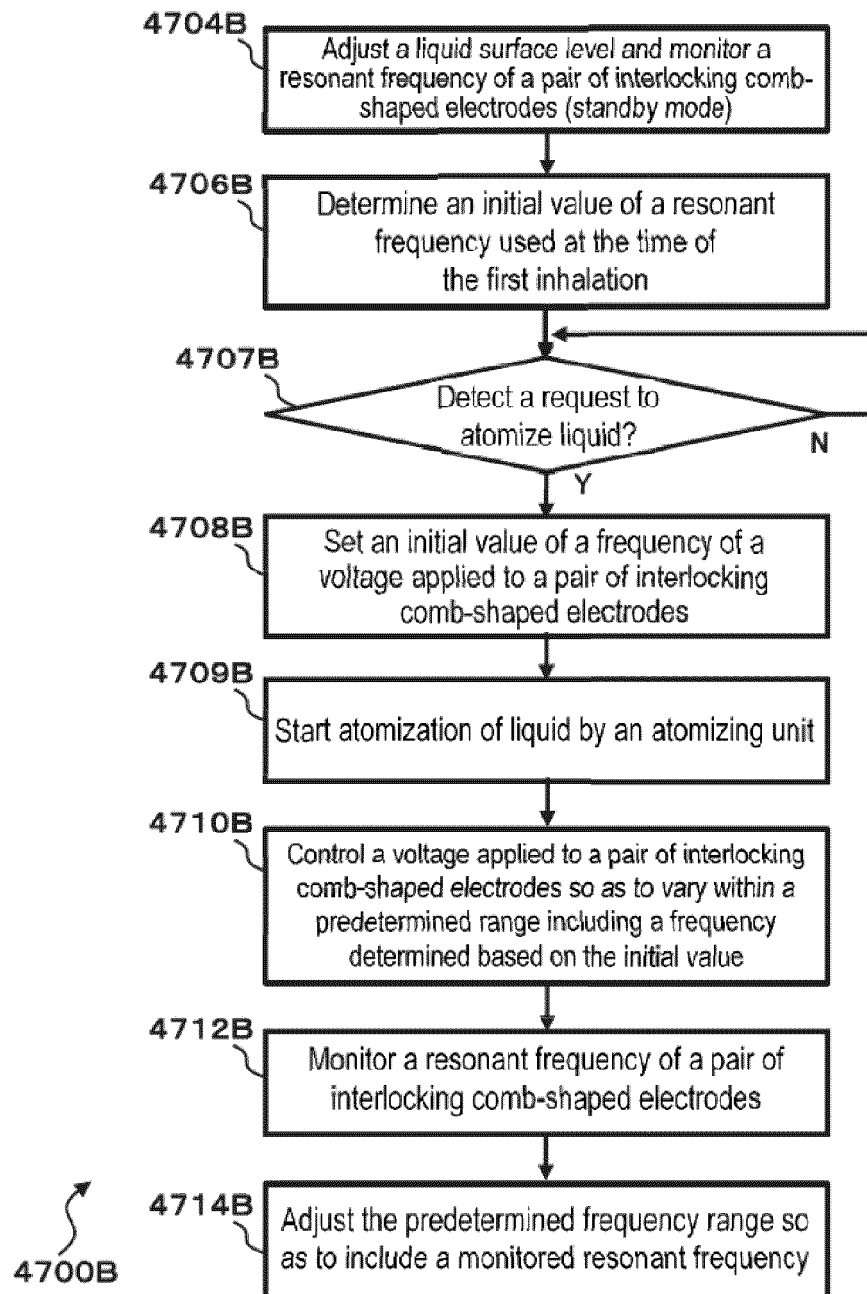 4704B
Adjust a liquid surface level and monitor a
resonant frequency of a pair of interlocking comb-
shaped electrodes (standby mode)
4706B
Determine an initial value of a resonant
frequency used at the time of
the first inhalation
4707B
Detect a request to
atomize liquid?
N
Y
4708B
Set an initial value of a frequency of a
voltage applied to a pair of interlocking
comb-shaped electrodes
4709B
Start atomization of liquid by an atomizing unit
4710B
Control a voltage applied to a pair of interlocking
comb-shaped electrodes so as to vary within a
predetermined range including a frequency
determined based on the initial value
4712B
Monitor a resonant frequency of a pair of
interlocking comb-shaped electrodes
4714B
Adjust the predetermined frequency range so
as to include a monitored resonant frequency
4700B